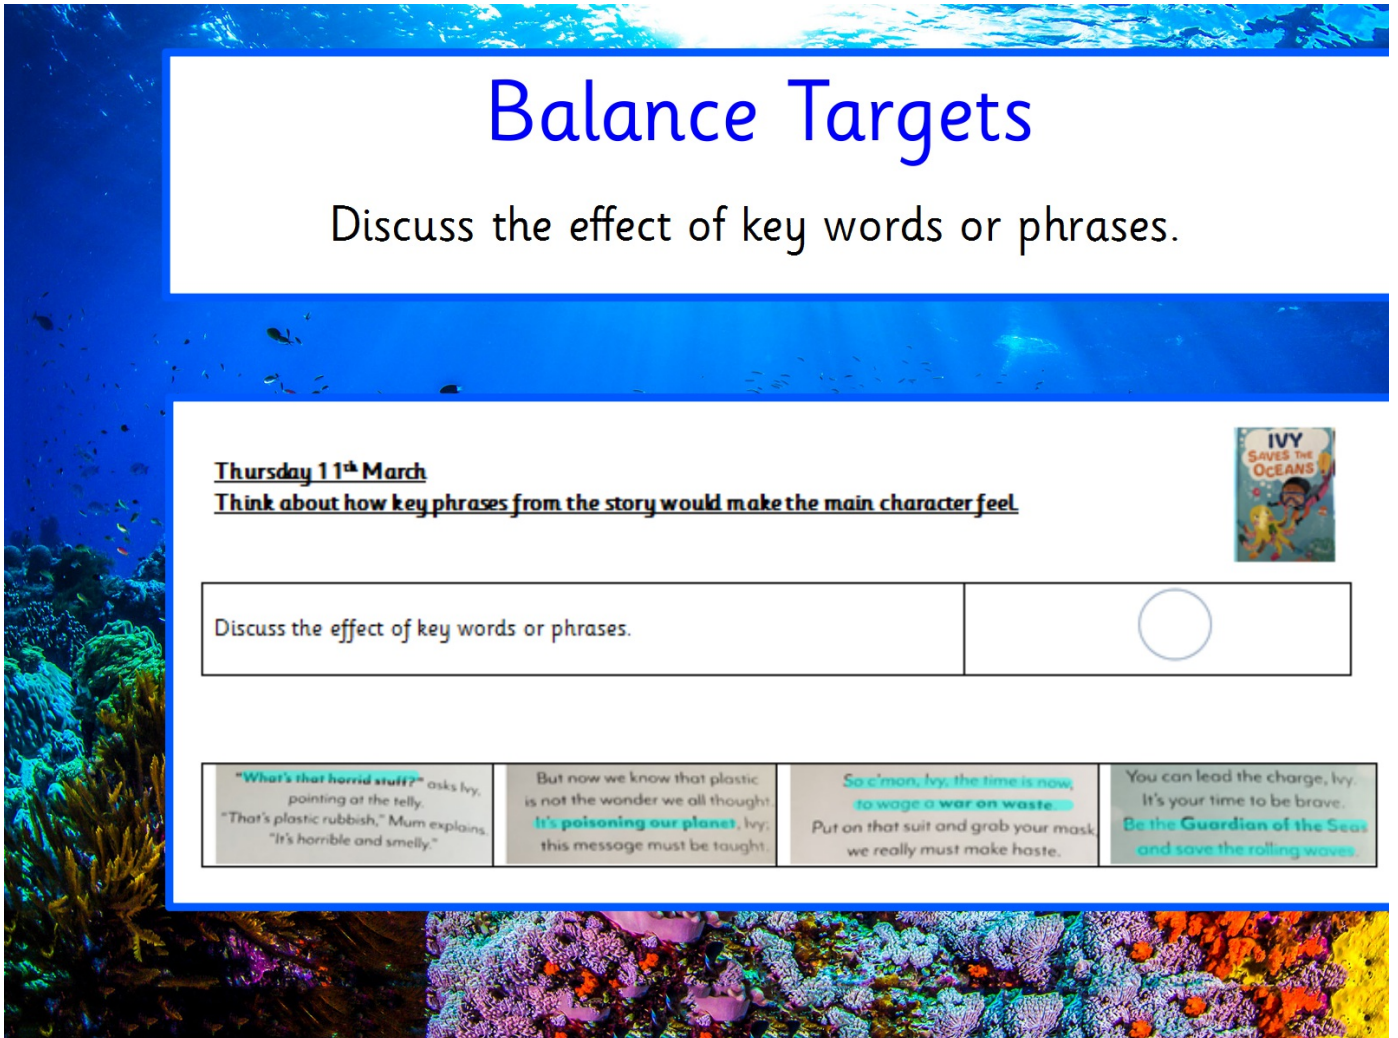 Balance Targets
Discuss the effect of key words or phrases.
Thursday 11th March
Think about how key phrases from the story would make the main character feel.
IVY
SAVES THE
OCEANS
Discuss the effect of key words or phrases.
"What's that horrid stuff?" asks Ivy,
pointing at the telly.
"That's plastic rubbish," Mum explains.
"It's horrible and smelly."
But now we know that plastic
is not the wonder we all thought.
It's poisoning our planet, Ivy;
this message must be taught.
So c'mon, Ivy, the time is now,
to wage a war on waste.
Put on that suit and grab your mask,
we really must make haste.
You can lead the charge, Ivy.
It's your time to be brave.
Be the Guardian of the Seas
and save the rolling waves.